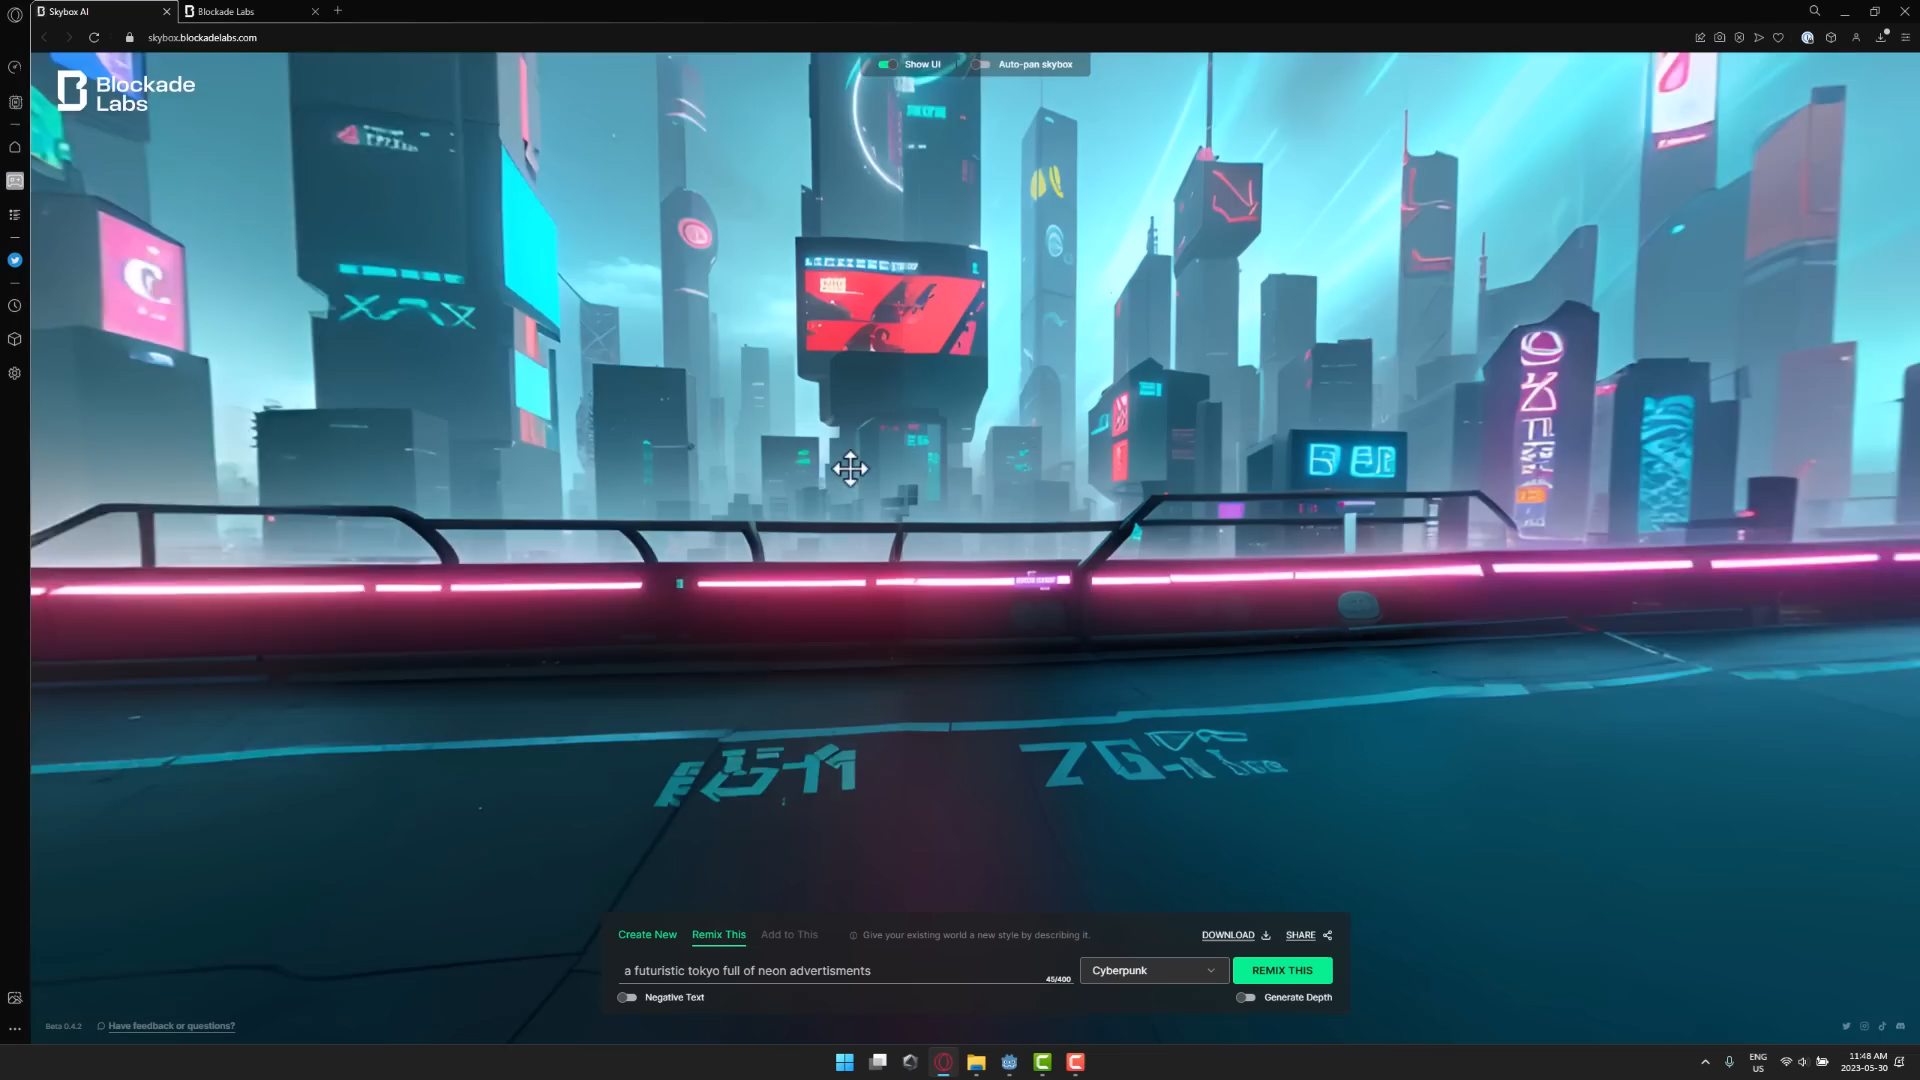 Skybox AI
Blockade Labs
skybox.blockadelabs.com
Show UI
Auto-pan skybox
Blockade
Labs
Create New
Remix This
Add to This
Give your existing world a new style by describing it.
DOWNLOAD
SHARE
a futuristic tokyo full of neon advertisments
45/400
Cyberpunk
REMIX THIS
Negative Text
Generate Depth
Beta 0.4.2
Have feedback or questions?
ENG
US
11:48 AM
2023-05-30